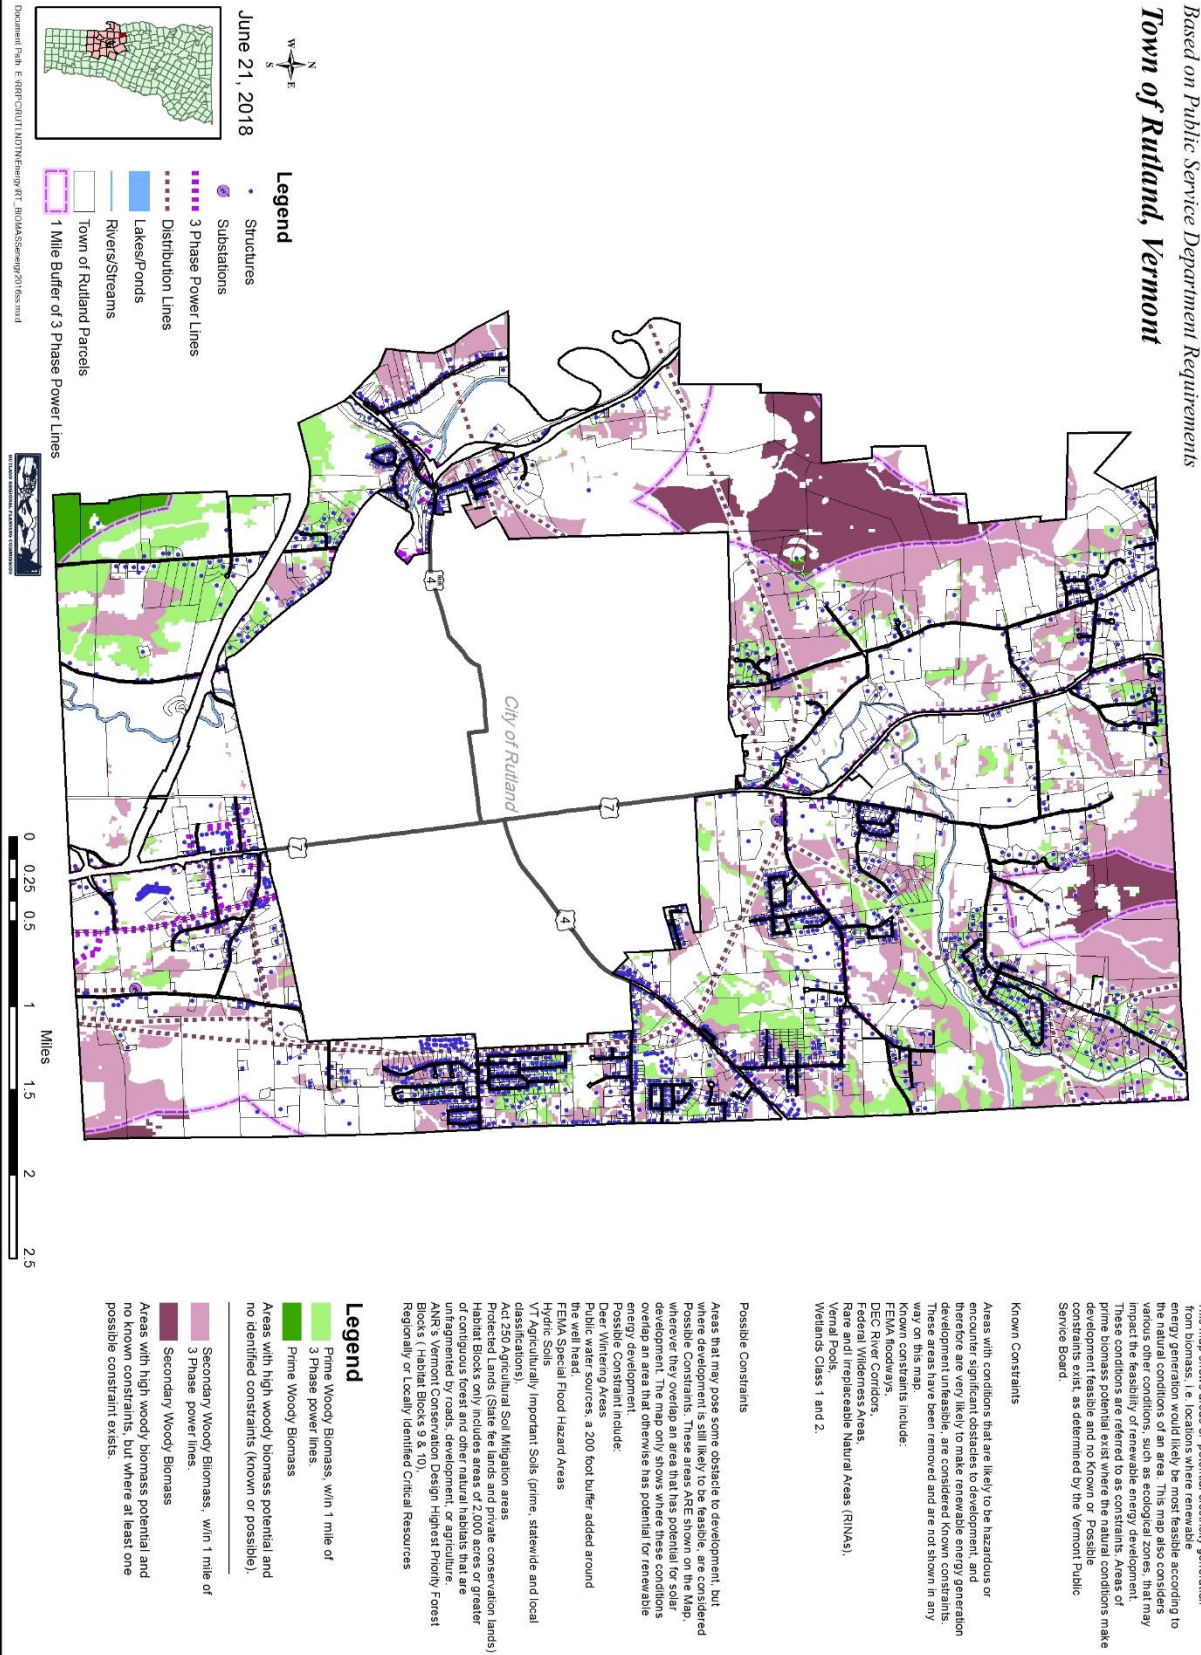 Based on Public Service Department Requirements
Town of Rutland, Vermont
from biomass, i.e. locations where renewable
energy generation would likely be most feasible according to
the natural conditions of an area. This map also considers
various other conditions, such as ecological zones, that may
impact the feasibility of renewable energy development.
These conditions are referred to as constraints. Areas of
prime biomass potential exist where the natural conditions make
development feasible and no Known or Possible
constraints exist, as determined by the Vermont Public
Service Board.
Known Constraints
Areas with conditions that are likely to be hazardous or
encounter significant obstacles to development, and
therefore are very likely to make renewable energy generation
development unfeasible, are considered Known constraints.
These areas have been removed and are not shown in any
way on this map.
Known constraints include:
FEMA floodways,
DEC River Corridors,
Federal Wilderness Areas,
Rare and Irreplaceable Natural Areas (RINAs),
Vernal Pools,
Wetlands Class 1 and 2.
Possible Constraints
Areas that may pose some obstacle to development, but
where development is still likely to be feasible, are considered
Possible Constraints. These areas ARE shown on the Map,
wherever they overlap an area that has potential for solar
development. The map only shows where these conditions
overlap an area that otherwise has potential for renewable
energy development.
Possible Constraint include:
Deer Wintering Areas
Public water sources, a 200 foot buffer added around
the well head.
FEMA Special Flood Hazard Areas
Hydric Soils
VT Agriculturally Important Soils (prime, statewide and local
classifications),
Act 250 Agricultural Soil Mitigation areas
Protected Lands (State fee lands and private conservation lands)
Habitat Blocks only includes areas of 2,000 acres or greater
of contiguous forest and other natural habitats that are
unfragmented by roads, development, or agriculture.
ANR's Vermont Conservation Design Highest Priority Forest
Blocks ( Habitat Blocks 9 & 10),
Regionally or Locally Identified Critical Resources
Legend
Prime Woody Biomass, w/in 1 mile of
3 Phase power lines.
Prime Woody Biomass
Areas with high woody biomass potential and
no identified constraints (known or possible).
Secondary Woody Biomass, w/in 1 mile of
3 Phase power lines.
Secondary Woody Biomass
Areas with high woody biomass potential and
no known constraints, but where at least one
possible constraint exists.
City of Rutland
4
7
7
4
N
W
E
S
June 21, 2018
Legend
Structures
Substations
3 Phase Power Lines
Distribution Lines
Lakes/Ponds
Rivers/Streams
Town of Rutland Parcels
1 Mile Buffer of 3 Phase Power Lines
RUTLAND REGIONAL PLANNING COMMISSION
0 0.25 0.5 1 1.5 2 2.5
Miles